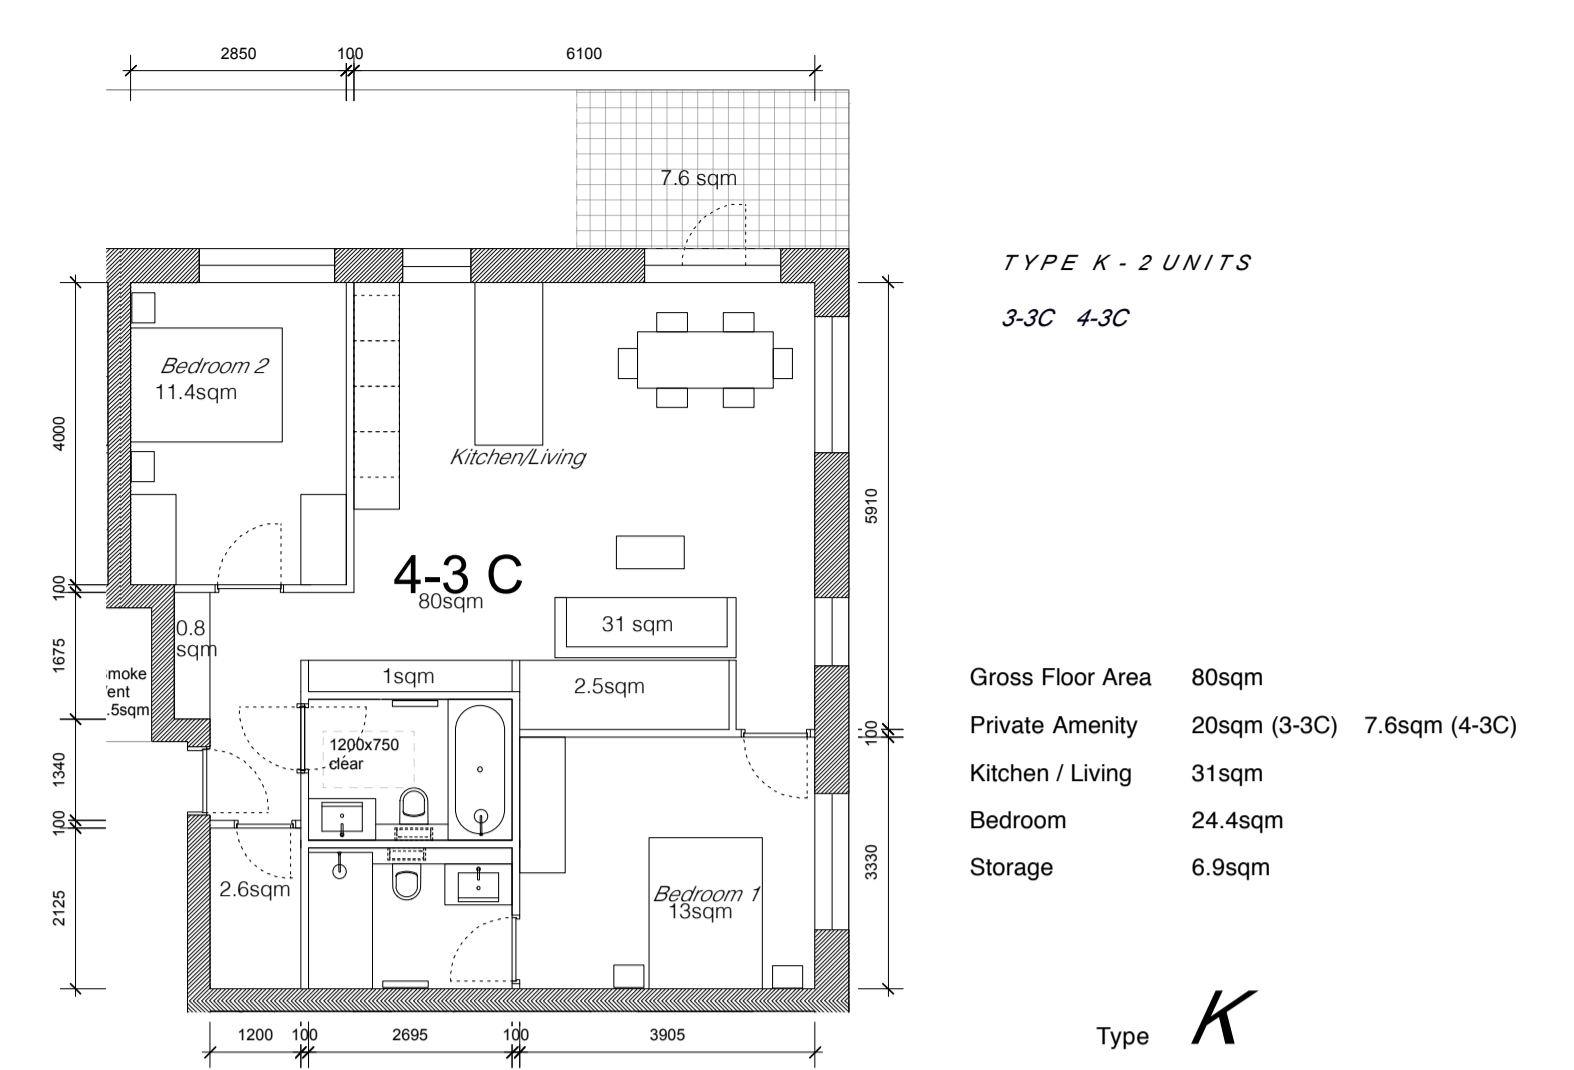 2850 100 6100
7.6 sqm
TYPE K - 2 UNITS
3-3C 4-3C
Bedroom 2
11.4sqm
4000
Kitchen/Living
5910
4-3 C
80sqm
100
0.8
sqm
31 sqm
1675
moke
ent
.5sqm
1sqm
2.5sqm
Gross Floor Area 80sqm
Private Amenity 20sqm (3-3C) 7.6sqm (4-3C)
100
1200x750
clear
1340
Kitchen / Living 31sqm
100
Bedroom 24.4sqm
Storage 6.9sqm
3330
2.6sqm
2125
Bedroom 1
13sqm
1200 100 2695 100 3905
Type K